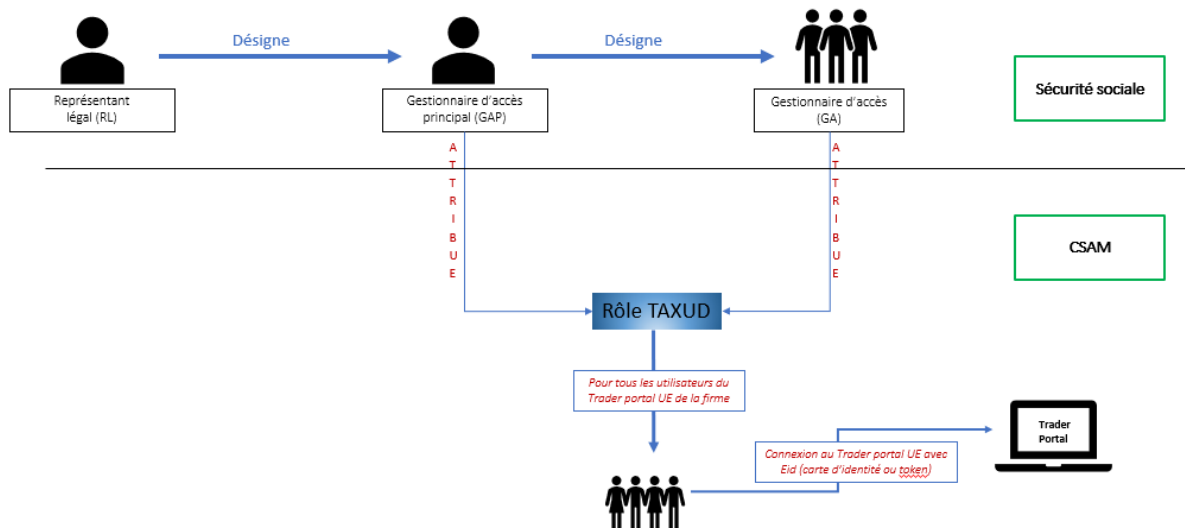 Désigne
Désigne
Représentant
légal (RL)
Gestionnaire d'accès
principal (GAP)
Gestionnaire d'accès
(GA)
Sécurité sociale
ATTRIBUE
ATTRIBUE
CSAM
Rôle TAXUD
Pour tous les utilisateurs du
Trader portal UE de la firme
Trader
Portal
Connexion au Trader portal UE avec
Eid (carte d'identité ou token)